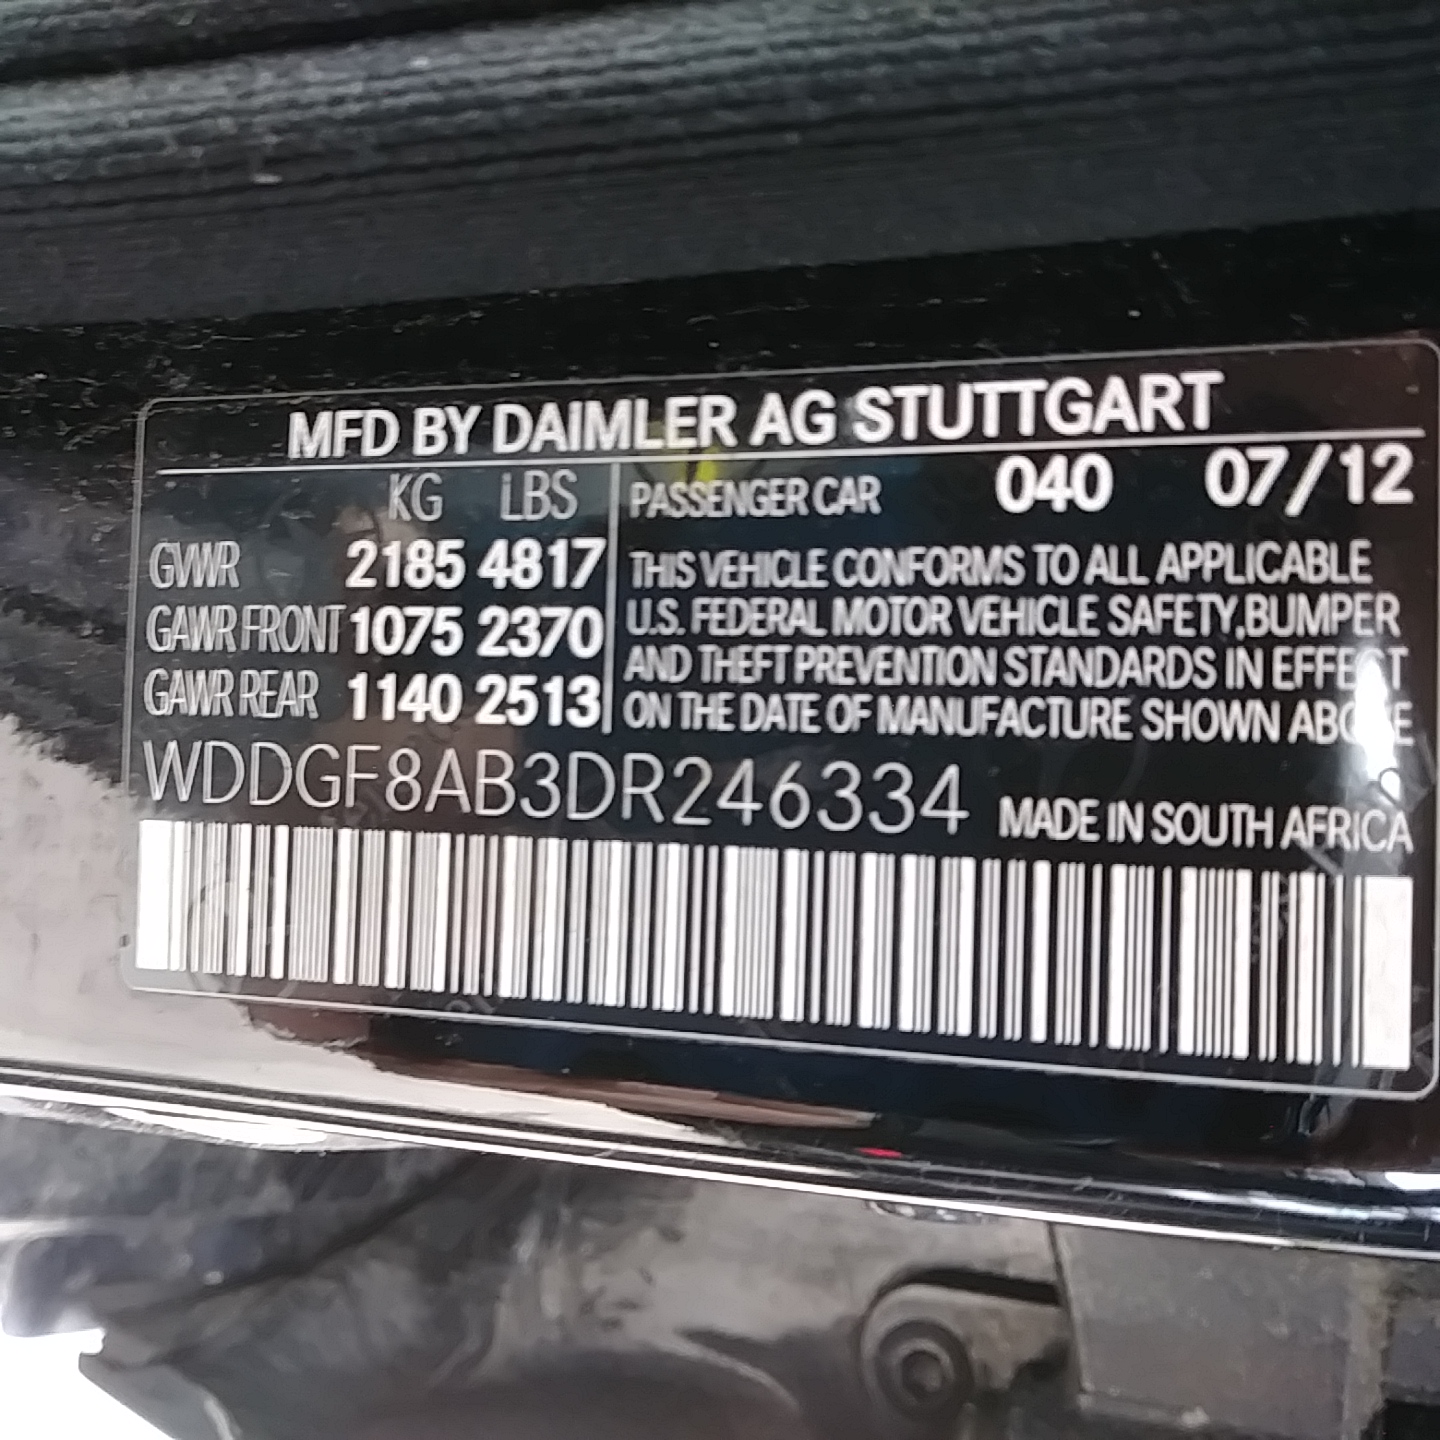 MFD BY DAIMLER AG STUTTGART
KG LBS
GVWR 2185 4817
GAWR FRONT 1075 2370
GAWR REAR 1140 2513
PASSENGER CAR 040 07/12
THIS VEHICLE CONFORMS TO ALL APPLICABLE
U.S. FEDERAL MOTOR VEHICLE SAFETY, BUMPER
AND THEFT PREVENTION STANDARDS IN EFFECT
ON THE DATE OF MANUFACTURE SHOWN ABOVE
WDDGF8AB3DR246334 MADE IN SOUTH AFRICA